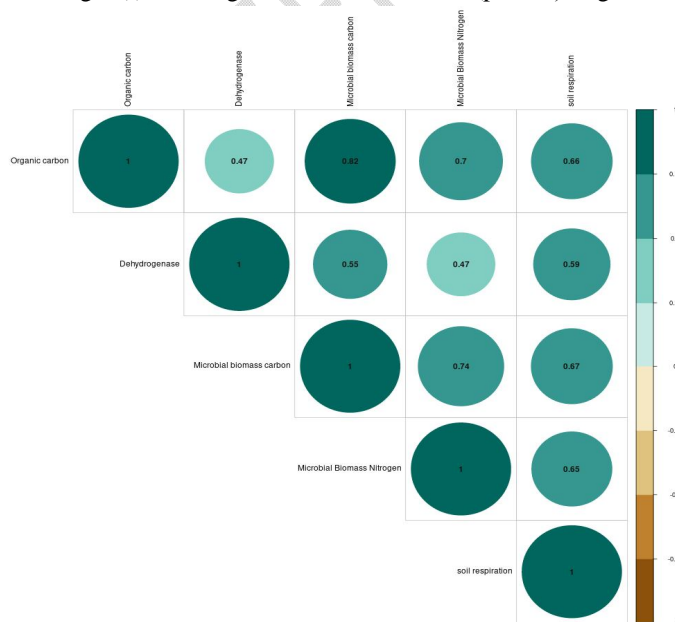 Organic carbon
Dehydrogenase
Microbial biomass carbon
Microbial Biomass Nitrogen
soil respiration
Organic carbon 1 0.47 0.82 0.7 0.66
Dehydrogenase 1 0.55 0.47 0.59
Microbial biomass carbon 1 0.74 0.67
Microbial Biomass Nitrogen 1 0.65
soil respiration 1